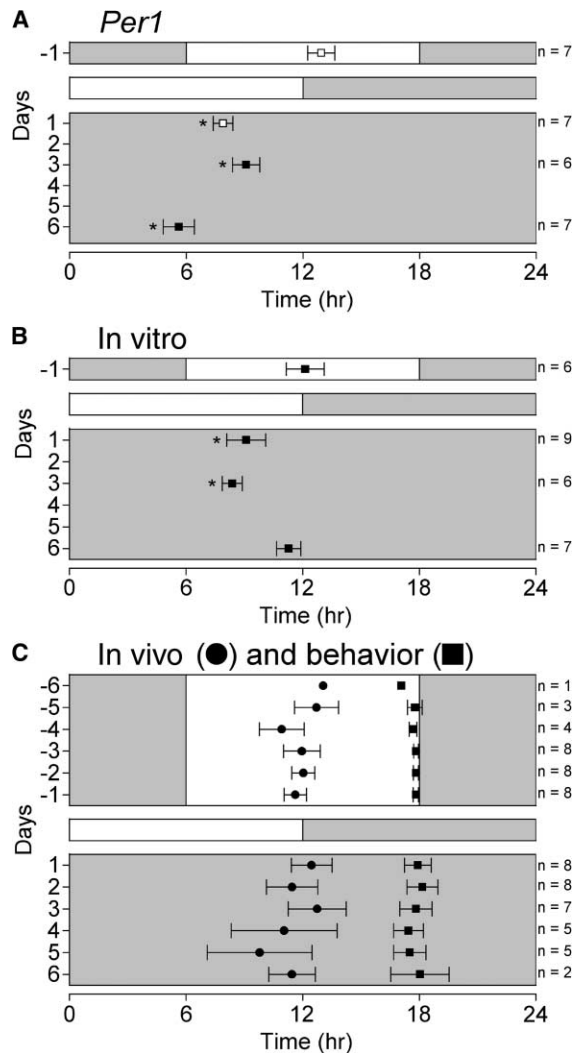 A Per1
-1 n = 7
Days
1 * n = 7
2
3 * n = 6
4
5
6 * n = 7
0 6 12 18 24
Time (hr)
B In vitro
-1 n = 6
Days
1 * n = 9
2
3 * n = 6
4
5
6 n = 7
0 6 12 18 24
Time (hr)
C In vivo (●) and behavior (■)
-6 n = 1
-5 n = 3
-4 n = 4
-3 n = 8
-2 n = 8
-1 n = 8
Days
1 n = 8
2 n = 8
3 n = 7
4 n = 5
5 n = 5
6 n = 2
0 6 12 18 24
Time (hr)